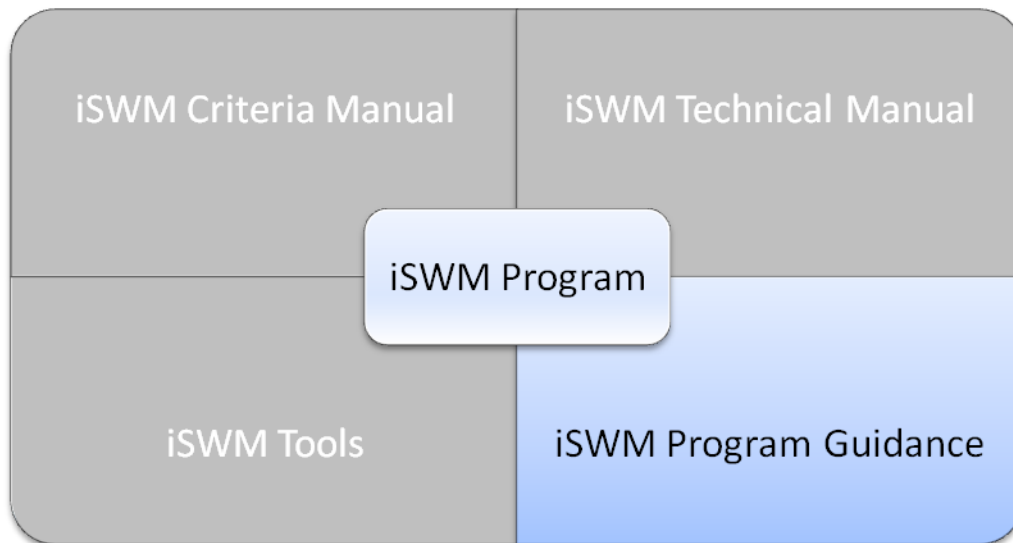 iSWM Criteria Manual
iSWM Technical Manual
iSWM Program
iSWM Tools
iSWM Program Guidance